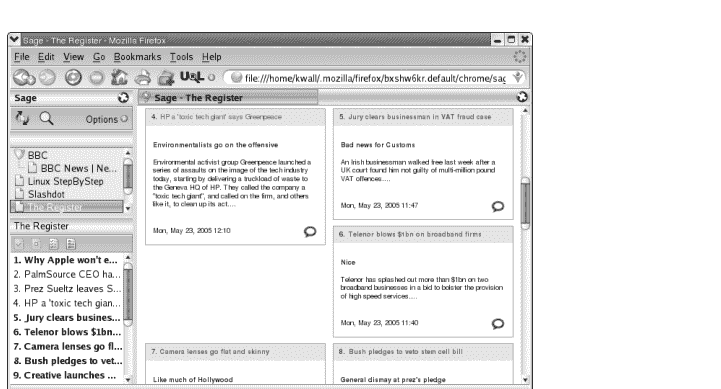 Sage - The Register - Mozilla Firefox
File Edit View Go Bookmarks Tools Help
URL file:///home/kwall/.mozilla/firefox/bxshw6kr.default/chrome/sag
Sage
Sage - The Register
Options
BBC
BBC News | Ne...
Linux StepByStep
Slashdot
The Register
The Register
1. Why Apple won't e...
2. PalmSource CEO ha...
3. Prez Sueltz leaves S...
4. HP a 'toxic tech gian...
5. Jury clears busines...
6. Telenor blows $1bn...
7. Camera lenses go fl...
8. Bush pledges to vet...
9. Creative launches ...
4. HP a 'toxic tech giant' says Greenpeace
Environmentalists go on the offensive
Environmental activist group Greenpeace launched a
series of assaults on the image of the tech industry
today, starting by delivering a truckload of waste to
the Geneva HQ of HP. They called the company a
"toxic tech giant", and called on the firm, and others
like it, to clean up its act....
Mon, May 23, 2005 12:10
5. Jury clears businessman in VAT fraud case
Bad news for Customs
An Irish businessman walked free last week after a
UK court found him not guilty of multi-million pound
VAT offences....
Mon, May 23, 2005 11:47
6. Telenor blows $1bn on broadband firms
Nice
Telenor has splashed out more than $1bn on two
broadband businesses in a bid to bolster the provision
of high speed services....
Mon, May 23, 2005 11:40
7. Camera lenses go flat and skinny
Like much of Hollywood
8. Bush pledges to veto stem cell bill
General dismay at prez's pledge